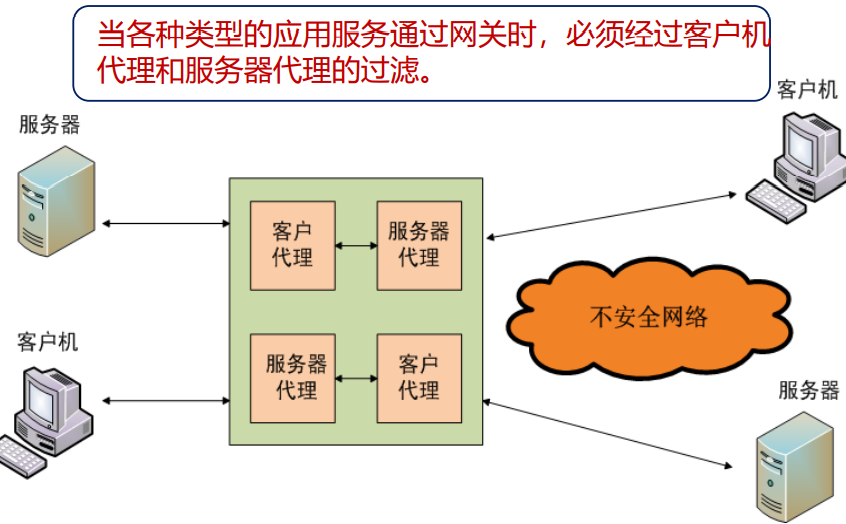 当各种类型的应用服务通过网关时，必须经过客户机
代理和服务器代理的过滤。
客户机
服务器
客户
代理
服务器
代理
不安全网络
客户机
服务器
代理
客户
代理
服务器